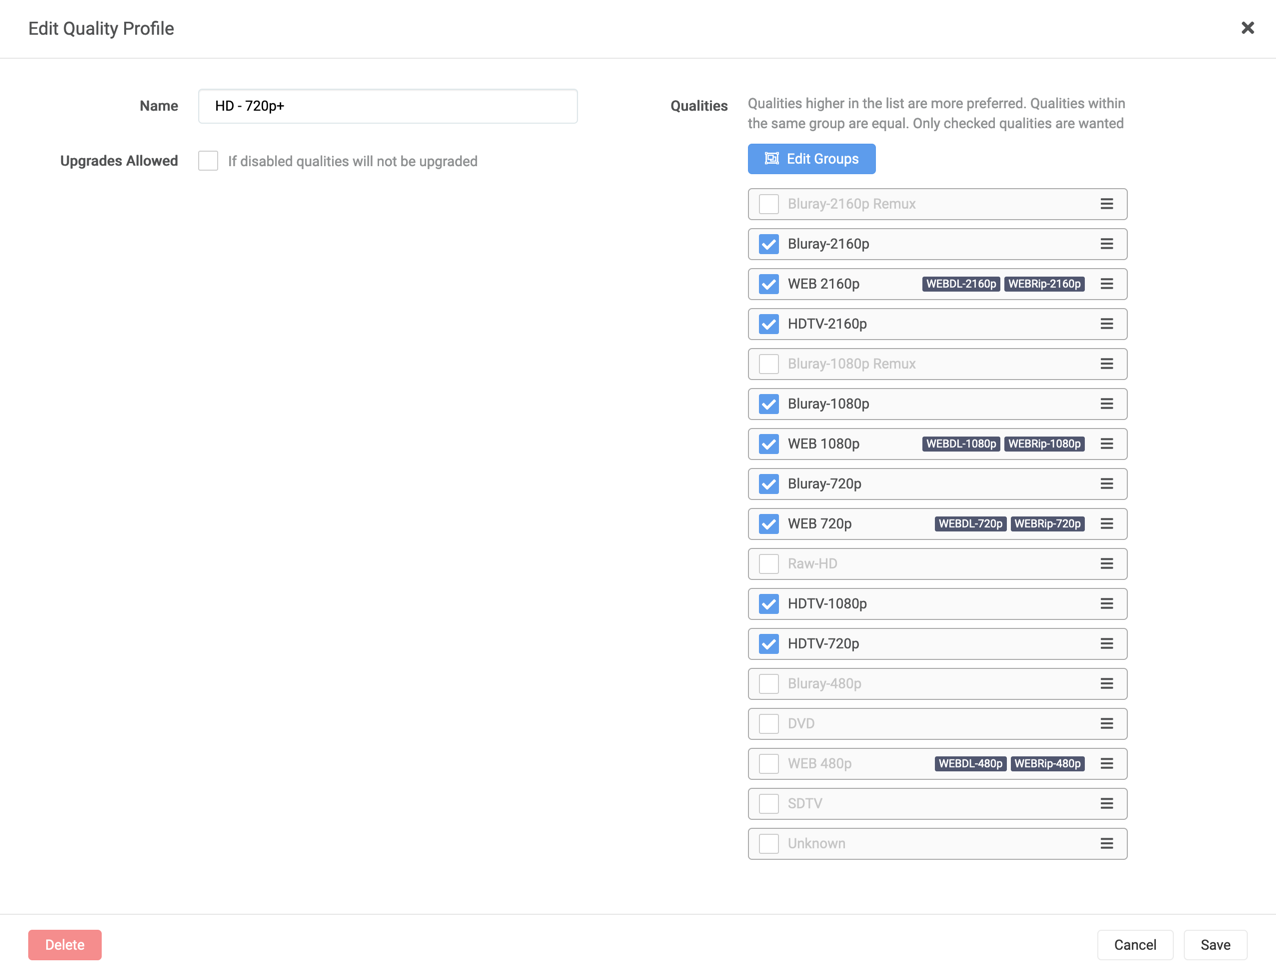 Edit Quality Profile
Name
HD - 720p+
Upgrades Allowed
If disabled qualities will not be upgraded
Qualities
Qualities higher in the list are more preferred. Qualities within
the same group are equal. Only checked qualities are wanted
Edit Groups
Bluray-2160p Remux
Bluray-2160p
WEB 2160p WEBDL-2160p WEBRip-2160p
HDTV-2160p
Bluray-1080p Remux
Bluray-1080p
WEB 1080p WEBDL-1080p WEBRip-1080p
Bluray-720p
WEB 720p WEBDL-720p WEBRip-720p
Raw-HD
HDTV-1080p
HDTV-720p
Bluray-480p
DVD
WEB 480p WEBDL-480p WEBRip-480p
SDTV
Unknown
Delete
Cancel
Save